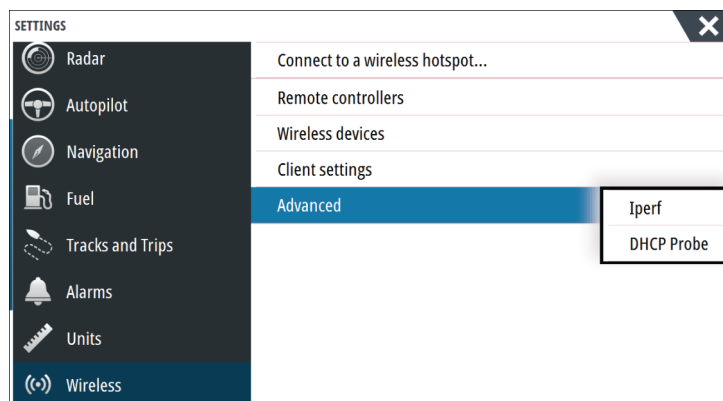 SETTINGS
Radar
Autopilot
Navigation
Fuel
Tracks and Trips
Alarms
Units
Wireless
Connect to a wireless hotspot...
Remote controllers
Wireless devices
Client settings
Advanced
Iperf
DHCP Probe